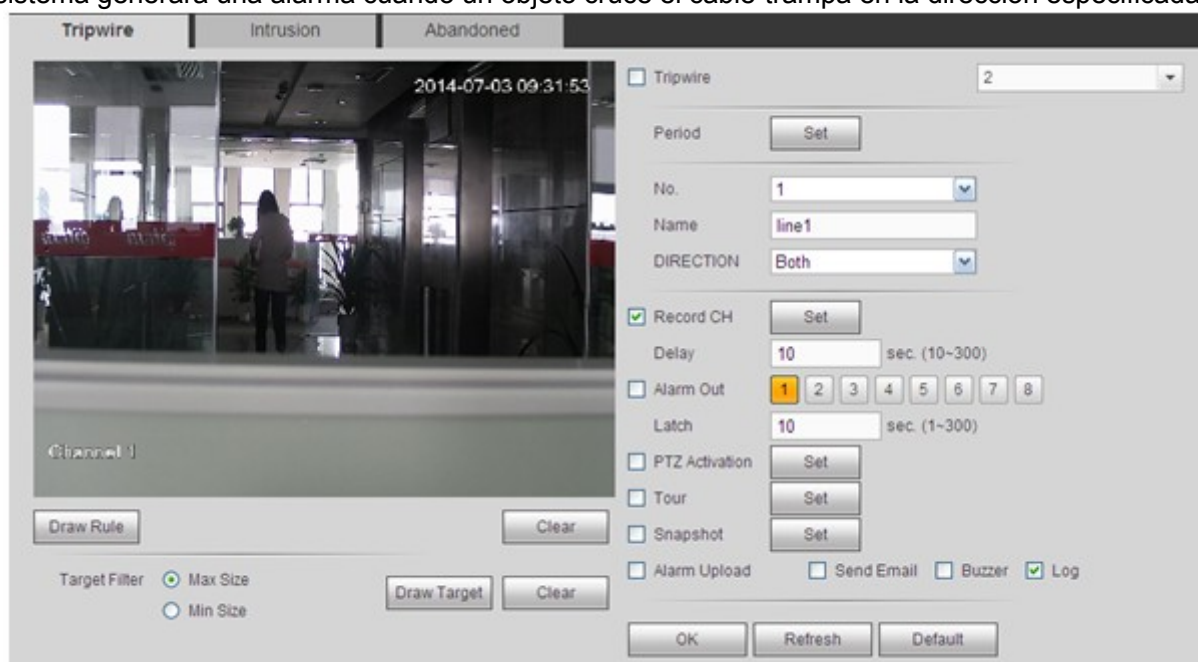 sistema generará una alarma cuando un objeto cruce el cable trampa en la dirección especificada
Tripwire Intrusion Abandoned
2014-07-03 09:31:53
Channel 1
Draw Rule Clear
Target Filter Max Size
Min Size
Draw Target Clear
Tripwire 2
Period Set
No. 1
Name line1
DIRECTION Both
Record CH Set
Delay 10 sec. (10~300)
Alarm Out 1 2 3 4 5 6 7 8
Latch 10 sec. (1~300)
PTZ Activation Set
Tour Set
Snapshot Set
Alarm Upload Send Email Buzzer Log
OK Refresh Default